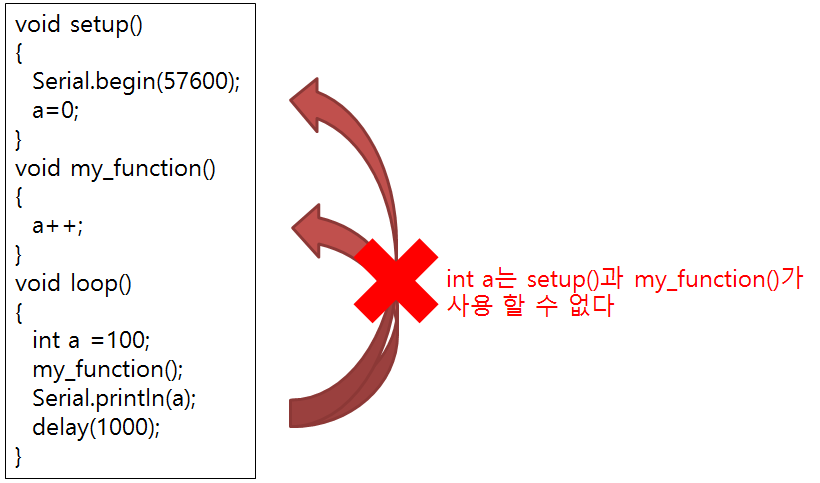 void setup()
{
Serial.begin(57600);
a=0;
}
void my_function()
{
a++;
}
void loop()
{
int a =100;
my_function();
Serial.println(a);
delay(1000);
}
int a는 setup()과 my_function()가
사용 할 수 없다